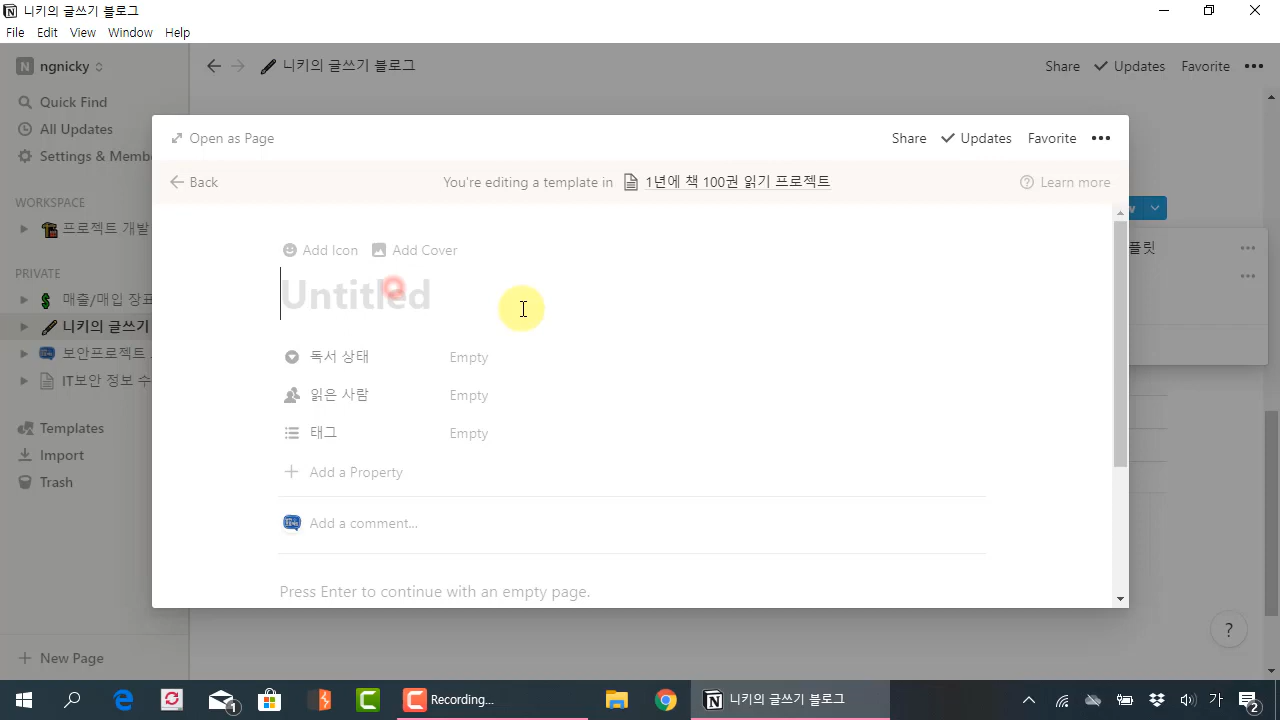 니키의 글쓰기 블로그
File Edit View Window Help
N ngnicky
Quick Find
All Updates
Settings & Membe
WORKSPACE
프로젝트 개발
PRIVATE
매출/매입 장표
니키의 글쓰기
보안프로젝트
IT보안 정보 수
Templates
Import
Trash
New Page
니키의 글쓰기 블로그
Share Updates Favorite
Open as Page
Share Updates Favorite
Back
You're editing a template in 1년에 책 100권 읽기 프로젝트
Learn more
플릿
Add Icon Add Cover
Untitled
독서 상태 Empty
읽은 사람 Empty
태그 Empty
Add a Property
Add a comment...
Press Enter to continue with an empty page.
?
1
Recording...
니키의 글쓰기 블로그
가
2